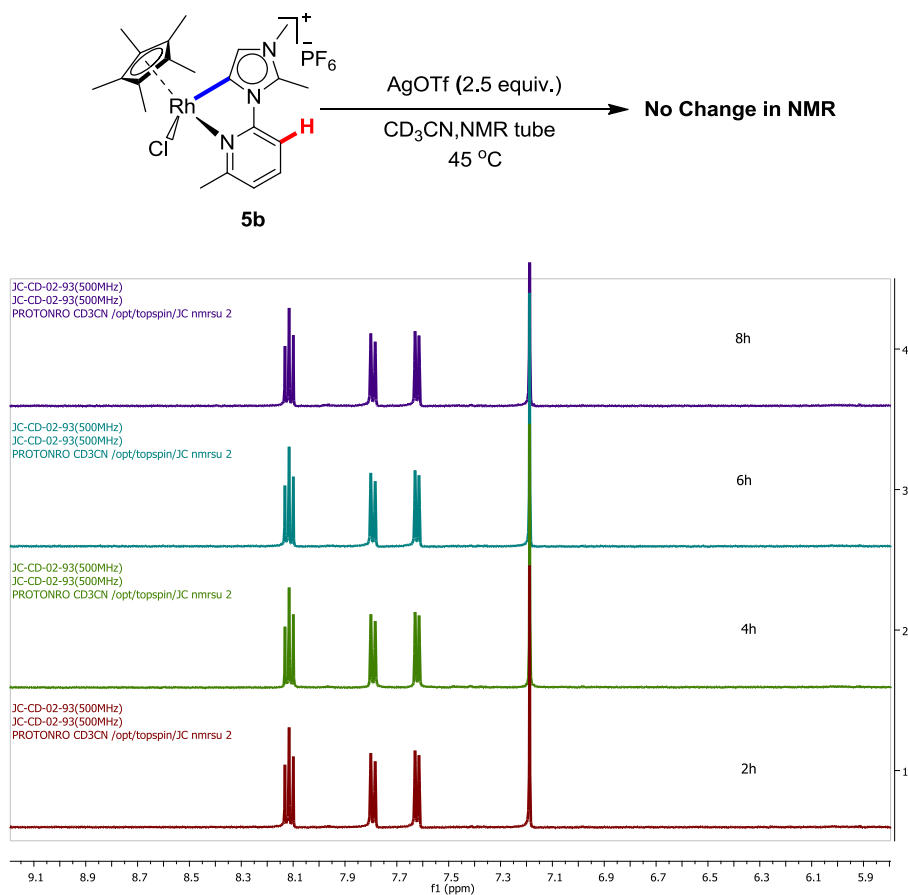 +
N
−
PF6
Rh
N
Cl
N
H
5b
AgOTf (2.5 equiv.)
CD3CN,NMR tube
45 oC
No Change in NMR
JC-CD-02-93(500MHz)
JC-CD-02-93(500MHz)
PROTONRO CD3CN /opt/topspin/JC nmrsu 2
8h
4
JC-CD-02-93(500MHz)
JC-CD-02-93(500MHz)
PROTONRO CD3CN /opt/topspin/JC nmrsu 2
6h
3
JC-CD-02-93(500MHz)
JC-CD-02-93(500MHz)
PROTONRO CD3CN /opt/topspin/JC nmrsu 2
4h
2
JC-CD-02-93(500MHz)
JC-CD-02-93(500MHz)
PROTONRO CD3CN /opt/topspin/JC nmrsu 2
2h
1
9.1 8.9 8.7 8.5 8.3 8.1 7.9 7.7 7.5 7.3 7.1 6.9 6.7 6.5 6.3 6.1 5.9
f1 (ppm)